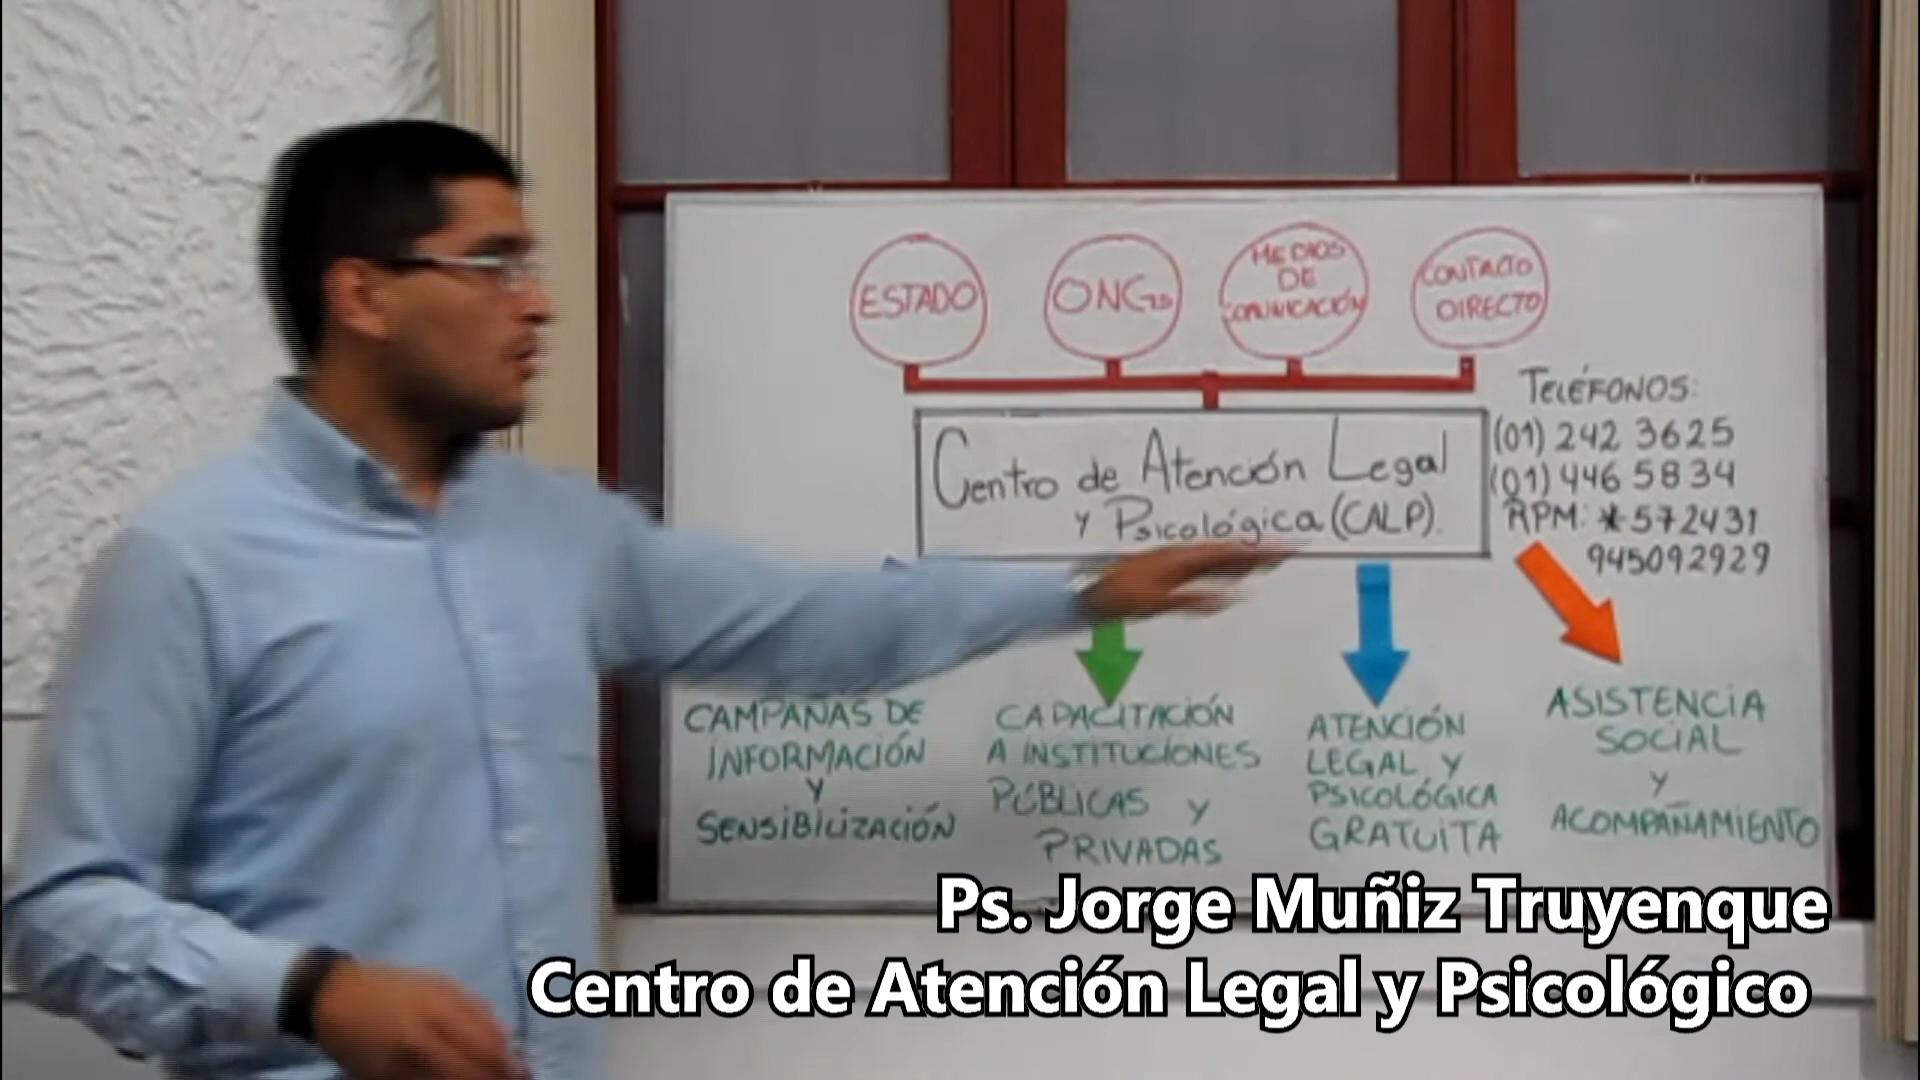 ESTADO
ONGs
MEDIOS
DE
COMUNICACIÓN
CONTACTO
DIRECTO
TELÉFONOS:
(01) 242 3625
(01) 446 5834
RPM: *572431
945092929
Centro de Atención Legal
y Psicológica (CALP).
CAMPAÑAS DE
INFORMACIÓN
Y
SENSIBILIZACIÓN
CAPACITACIÓN
A INSTITUCIONES
PÚBLICAS Y
PRIVADAS
ATENCIÓN
LEGAL Y
PSICOLÓGICA
GRATUITA
ASISTENCIA
SOCIAL
Y
ACOMPAÑAMIENTO
Ps. Jorge Muñiz Truyenque
Centro de Atención Legal y Psicológico